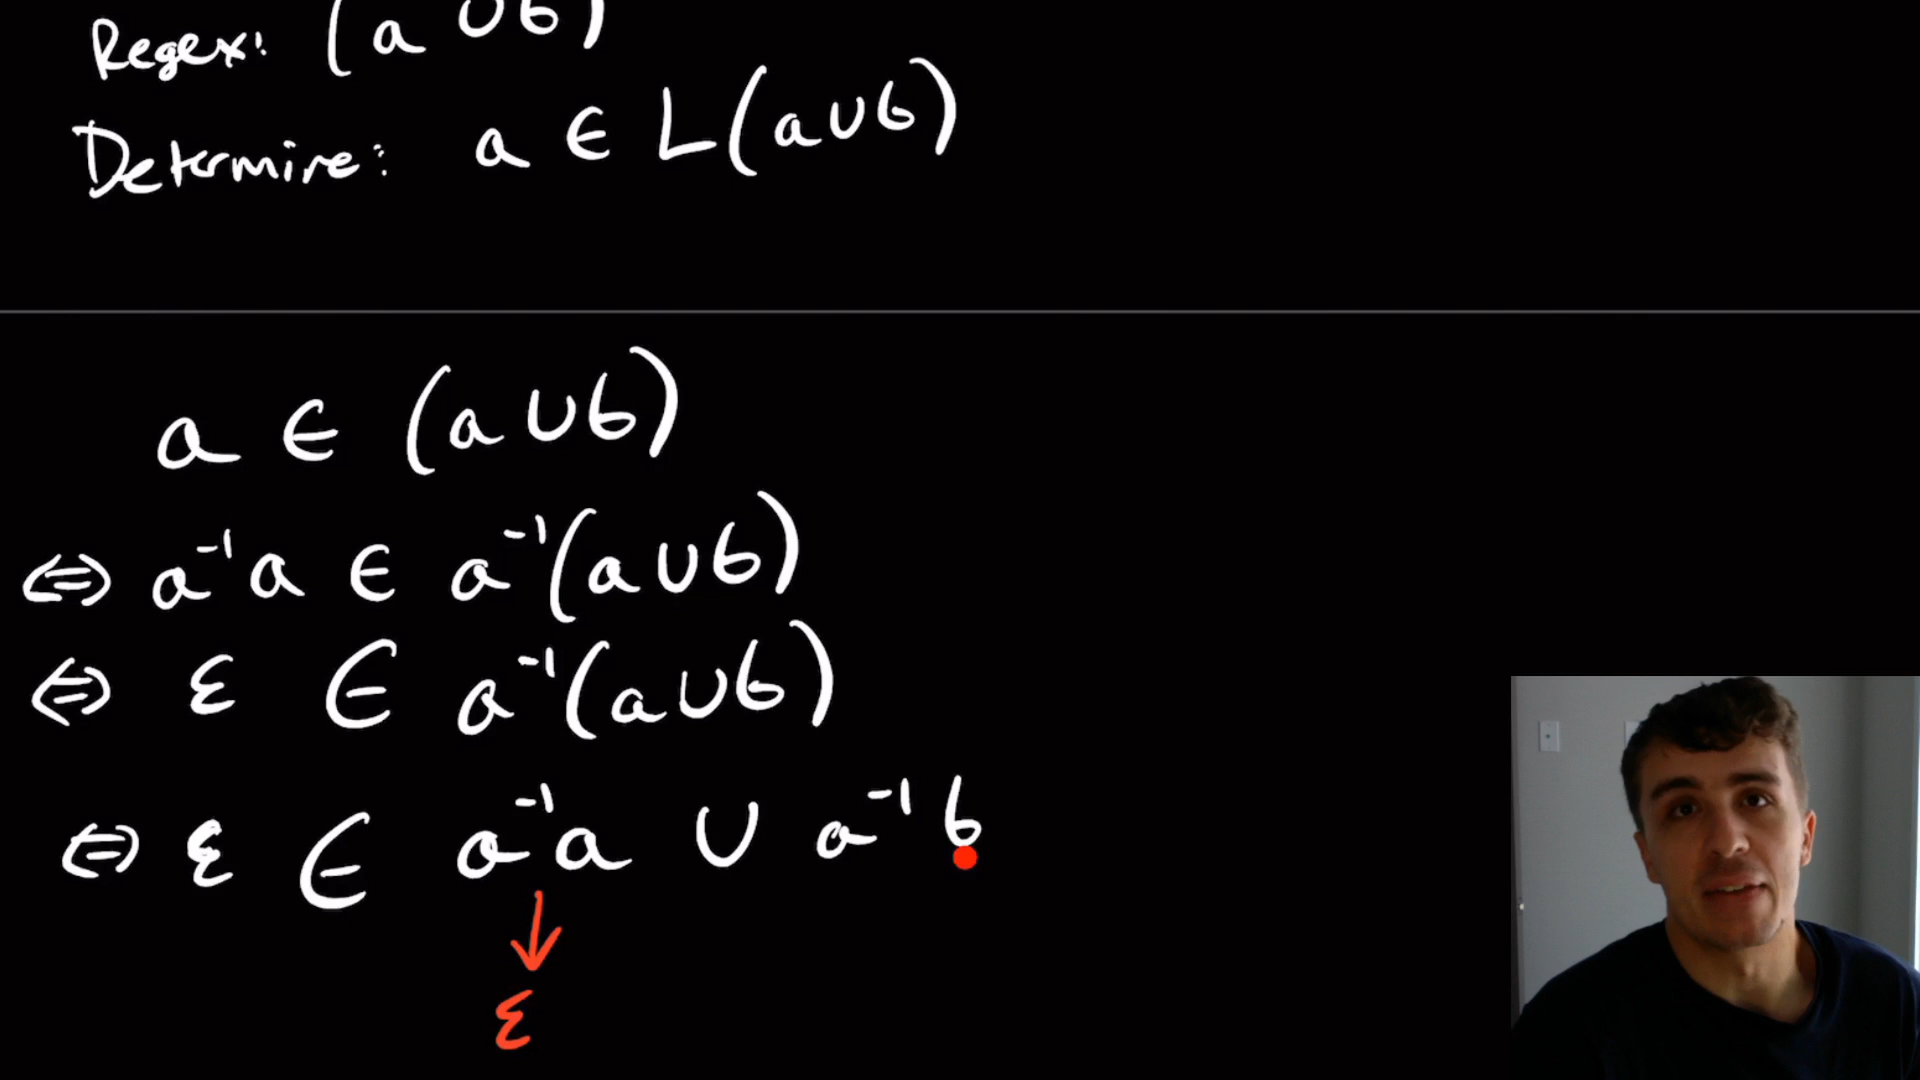 Regex: (a ∪ b)
Determine: a ∈ L(a∪b)
a ∈ (a∪b)
⇔ a⁻¹a ∈ a⁻¹(a∪b)
⇔ ε ∈ a⁻¹(a∪b)
⇔ ε ∈ a⁻¹a ∪ a⁻¹b
↓
ε